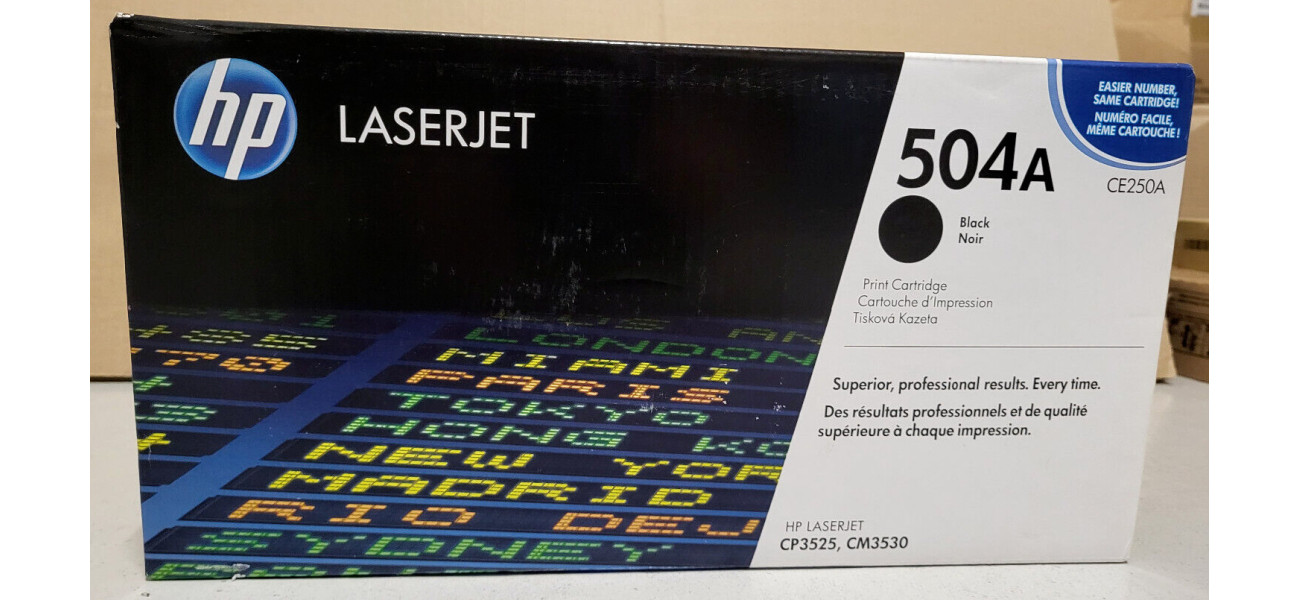 hp
LASERJET
EASIER NUMBER,
SAME CARTRIDGE!
NUMÉRO FACILE,
MÊME CARTOUCHE !
504A
CE250A
Black
Noir
Print Cartridge
Cartouche d'Impression
Tisková Kazeta
Superior, professional results. Every time.
Des résultats professionnels et de qualité
supérieure à chaque impression.
HP LASERJET
CP3525, CM3530
LONDON
MIAMI
PARIS
TOKYO
HONG KO
NEW YOR
MADRID
RIO DEJ
SYDNEY